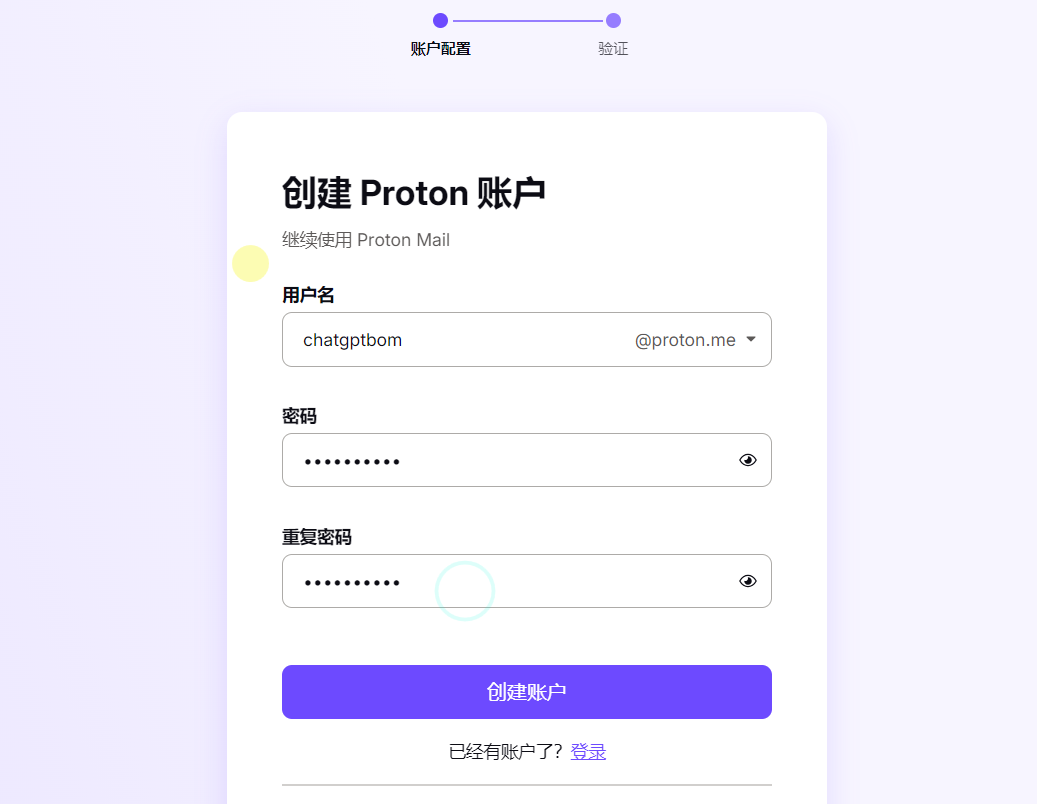 账户配置
验证
创建 Proton 账户
继续使用 Proton Mail
用户名
chatgptbom @proton.me
密码
••••••••••
重复密码
••••••••••
创建账户
已经有账户了? 登录